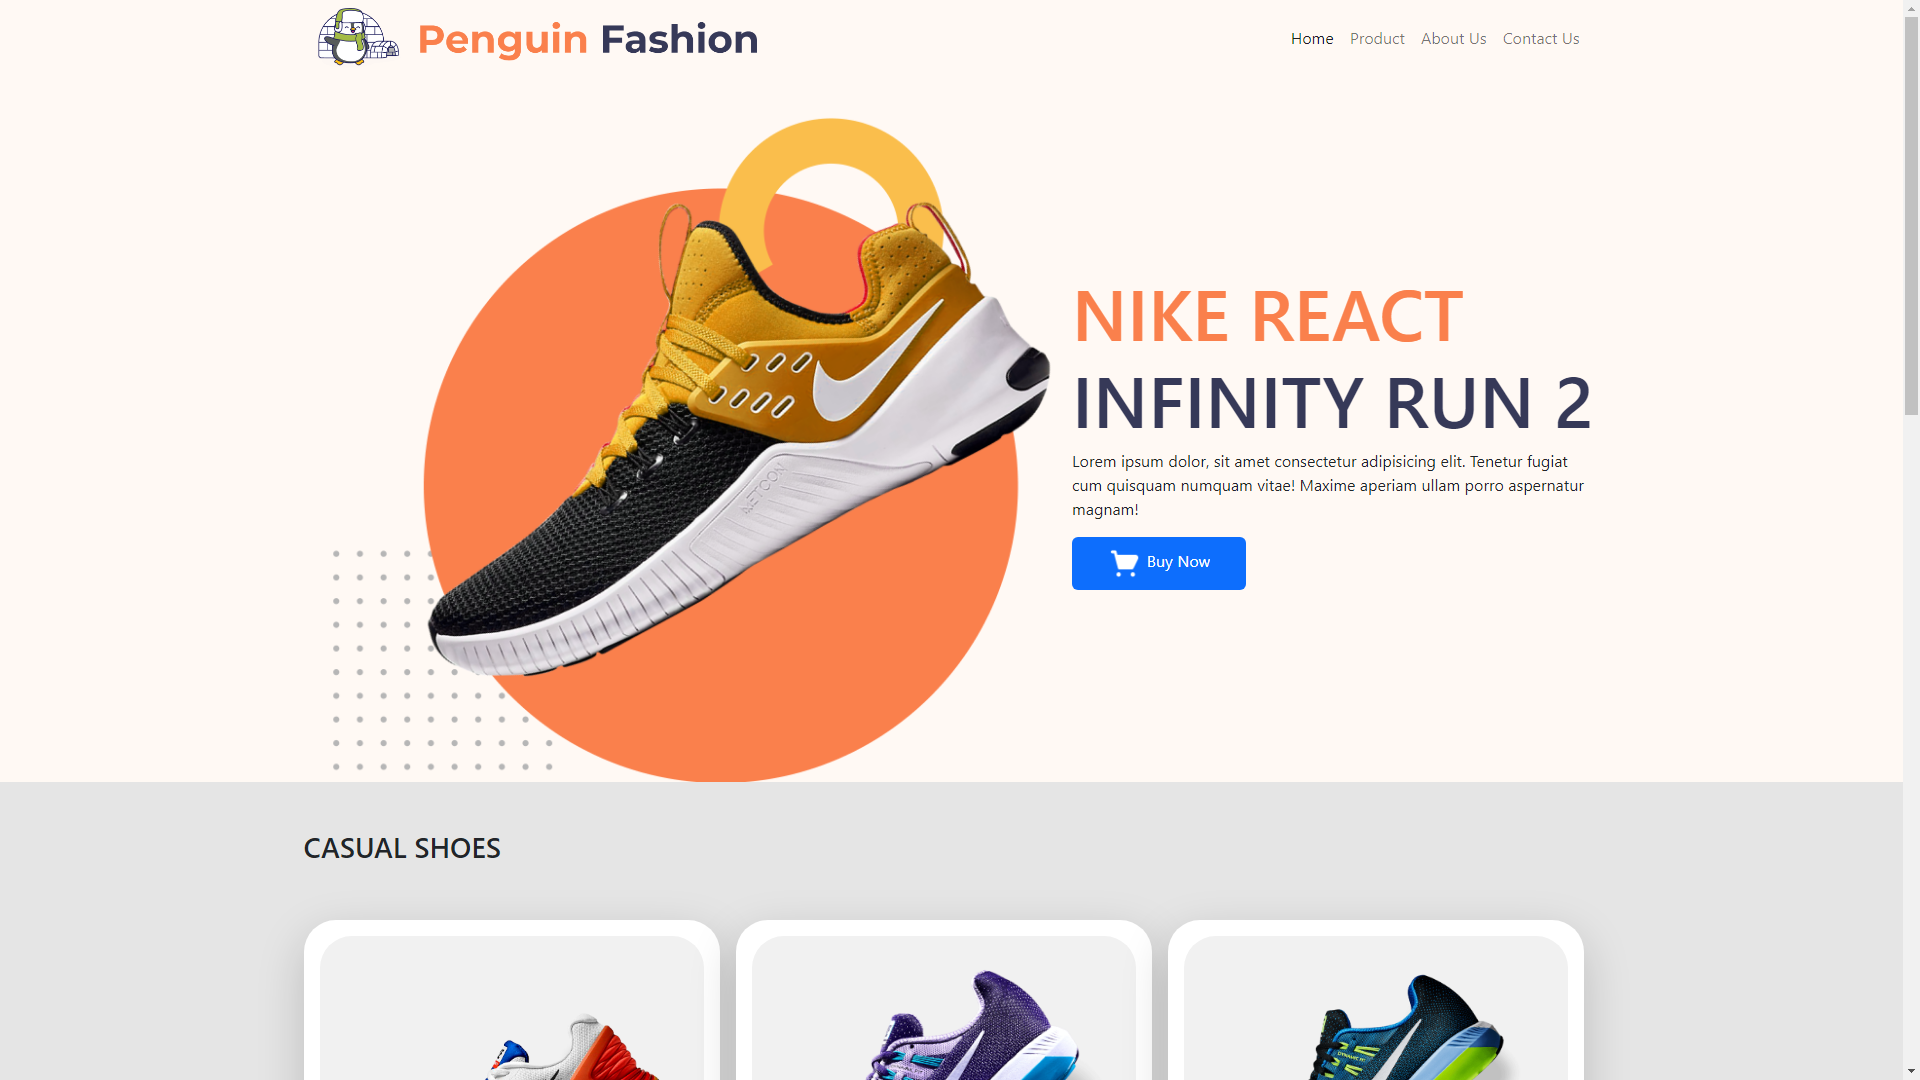 Penguin Fashion
Home
Product
About Us
Contact Us
METCON
NIKE REACT
INFINITY RUN 2
Lorem ipsum dolor, sit amet consectetur adipisicing elit. Tenetur fugiat
cum quisquam numquam vitae! Maxime aperiam ullam porro aspernatur
magnam!
Buy Now
CASUAL SHOES